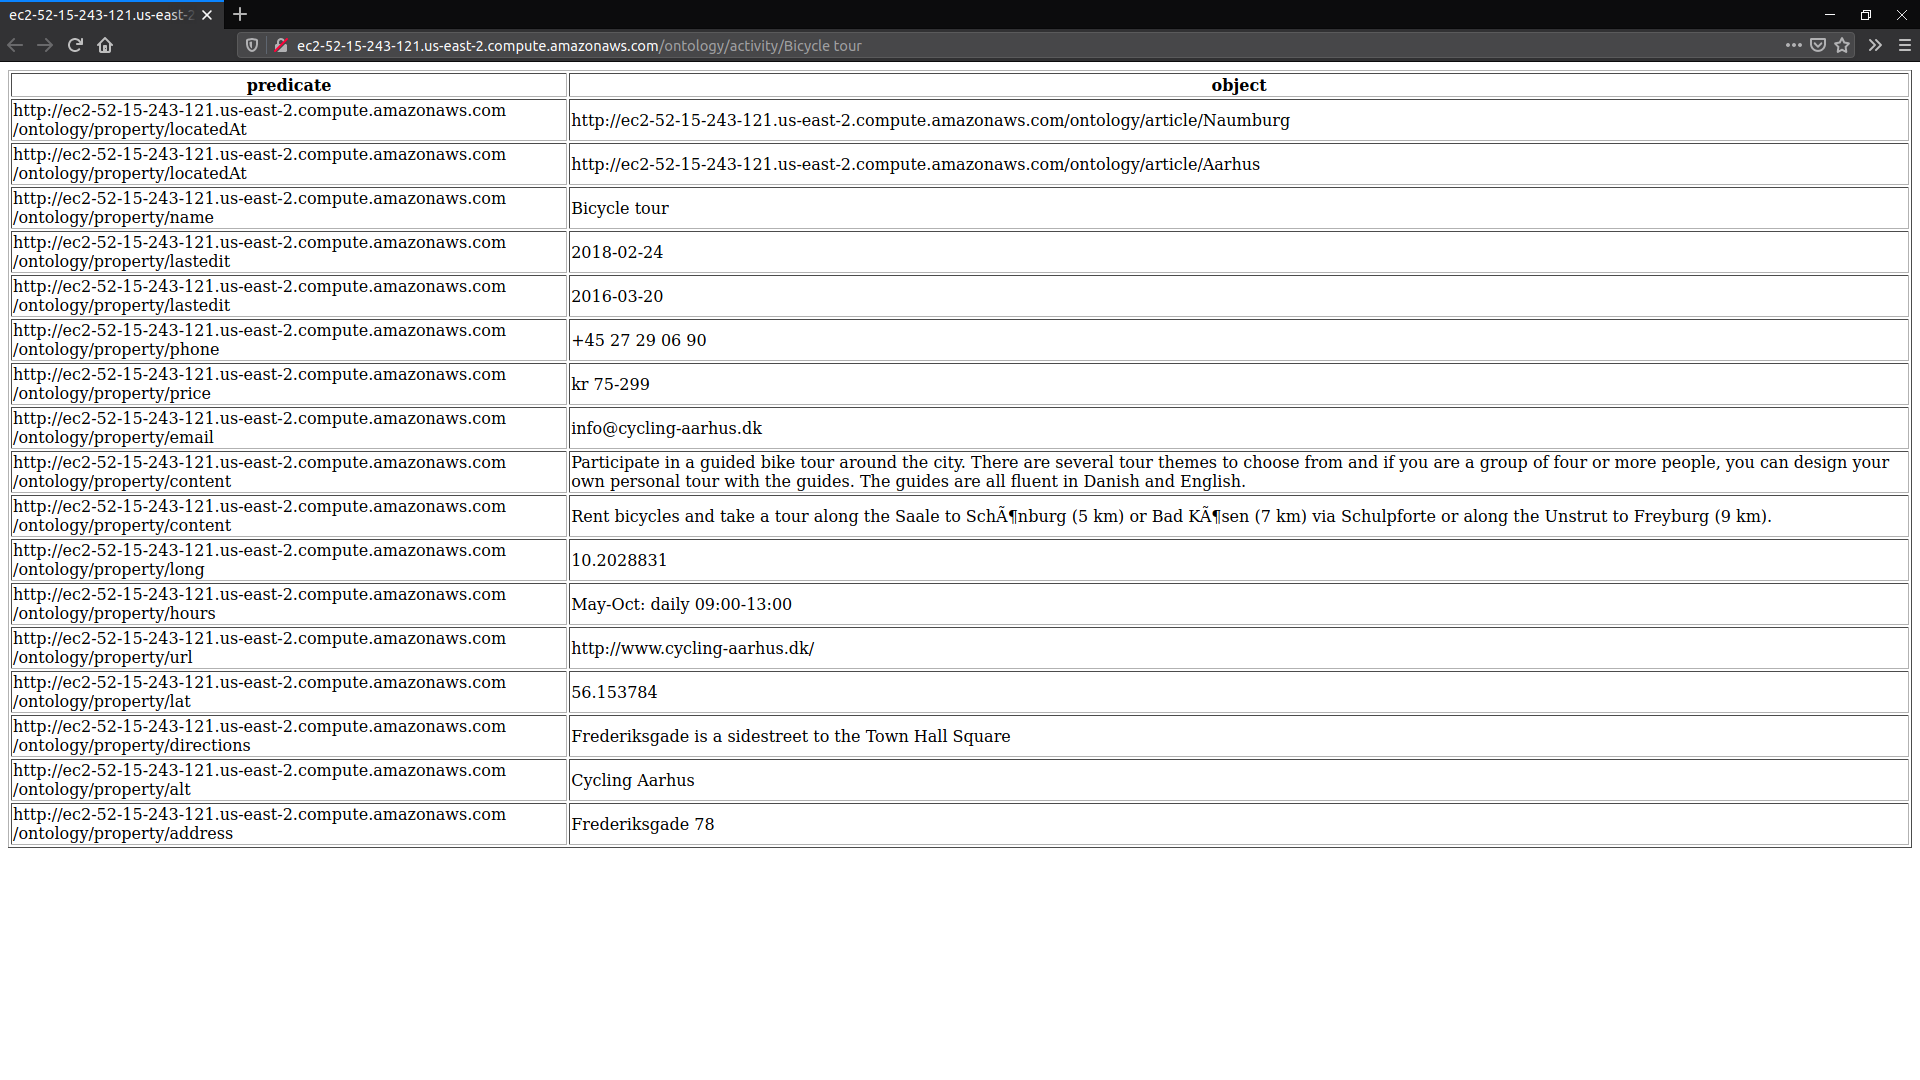 ec2-52-15-243-121.us-east-2
ec2-52-15-243-121.us-east-2.compute.amazonaws.com/ontology/activity/Bicycle tour
predicate object
http://ec2-52-15-243-121.us-east-2.compute.amazonaws.com
/ontology/property/locatedAt
http://ec2-52-15-243-121.us-east-2.compute.amazonaws.com/ontology/article/Naumburg
http://ec2-52-15-243-121.us-east-2.compute.amazonaws.com
/ontology/property/locatedAt
http://ec2-52-15-243-121.us-east-2.compute.amazonaws.com/ontology/article/Aarhus
http://ec2-52-15-243-121.us-east-2.compute.amazonaws.com
/ontology/property/name
Bicycle tour
http://ec2-52-15-243-121.us-east-2.compute.amazonaws.com
/ontology/property/lastedit
2018-02-24
http://ec2-52-15-243-121.us-east-2.compute.amazonaws.com
/ontology/property/lastedit
2016-03-20
http://ec2-52-15-243-121.us-east-2.compute.amazonaws.com
/ontology/property/phone
+45 27 29 06 90
http://ec2-52-15-243-121.us-east-2.compute.amazonaws.com
/ontology/property/price
kr 75-299
http://ec2-52-15-243-121.us-east-2.compute.amazonaws.com
/ontology/property/email
info@cycling-aarhus.dk
http://ec2-52-15-243-121.us-east-2.compute.amazonaws.com
/ontology/property/content
Participate in a guided bike tour around the city. There are several tour themes to choose from and if you are a group of four or more people, you can design your
own personal tour with the guides. The guides are all fluent in Danish and English.
http://ec2-52-15-243-121.us-east-2.compute.amazonaws.com
/ontology/property/content
Rent bicycles and take a tour along the Saale to SchÃ¶nburg (5 km) or Bad KÃ¶sen (7 km) via Schulpforte or along the Unstrut to Freyburg (9 km).
http://ec2-52-15-243-121.us-east-2.compute.amazonaws.com
/ontology/property/long
10.2028831
http://ec2-52-15-243-121.us-east-2.compute.amazonaws.com
/ontology/property/hours
May-Oct: daily 09:00-13:00
http://ec2-52-15-243-121.us-east-2.compute.amazonaws.com
/ontology/property/url
http://www.cycling-aarhus.dk/
http://ec2-52-15-243-121.us-east-2.compute.amazonaws.com
/ontology/property/lat
56.153784
http://ec2-52-15-243-121.us-east-2.compute.amazonaws.com
/ontology/property/directions
Frederiksgade is a sidestreet to the Town Hall Square
http://ec2-52-15-243-121.us-east-2.compute.amazonaws.com
/ontology/property/alt
Cycling Aarhus
http://ec2-52-15-243-121.us-east-2.compute.amazonaws.com
/ontology/property/address
Frederiksgade 78